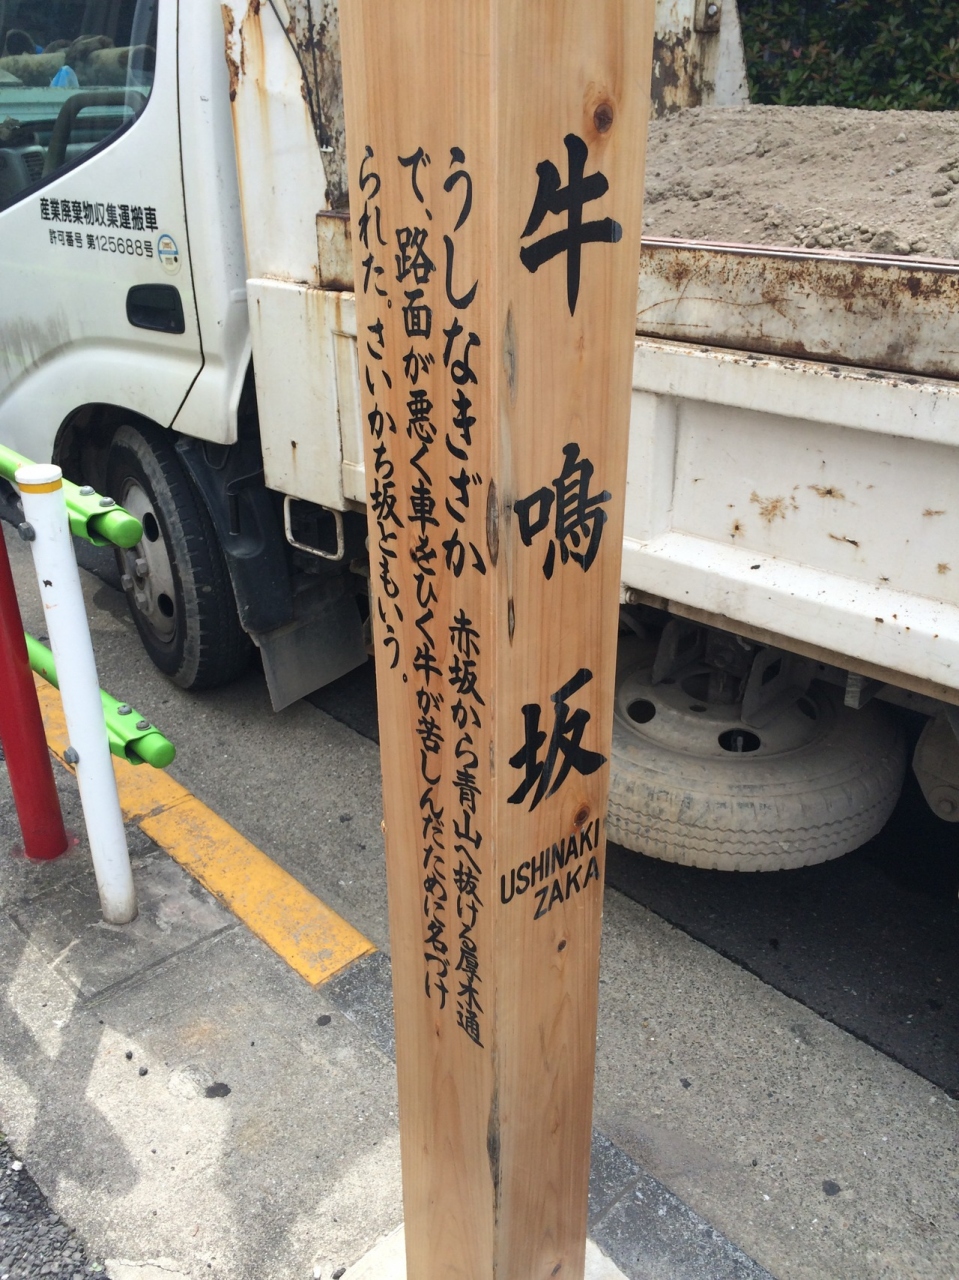 牛鳴坂
USHINAKI
ZAKA
うしなきざか 赤坂から青山へ抜ける厚木通
で、路面が悪く車をひく牛が苦しんだために名づけ
られた。さいかち坂ともいう。
産業廃棄物収集運搬車
許可番号 第125688号